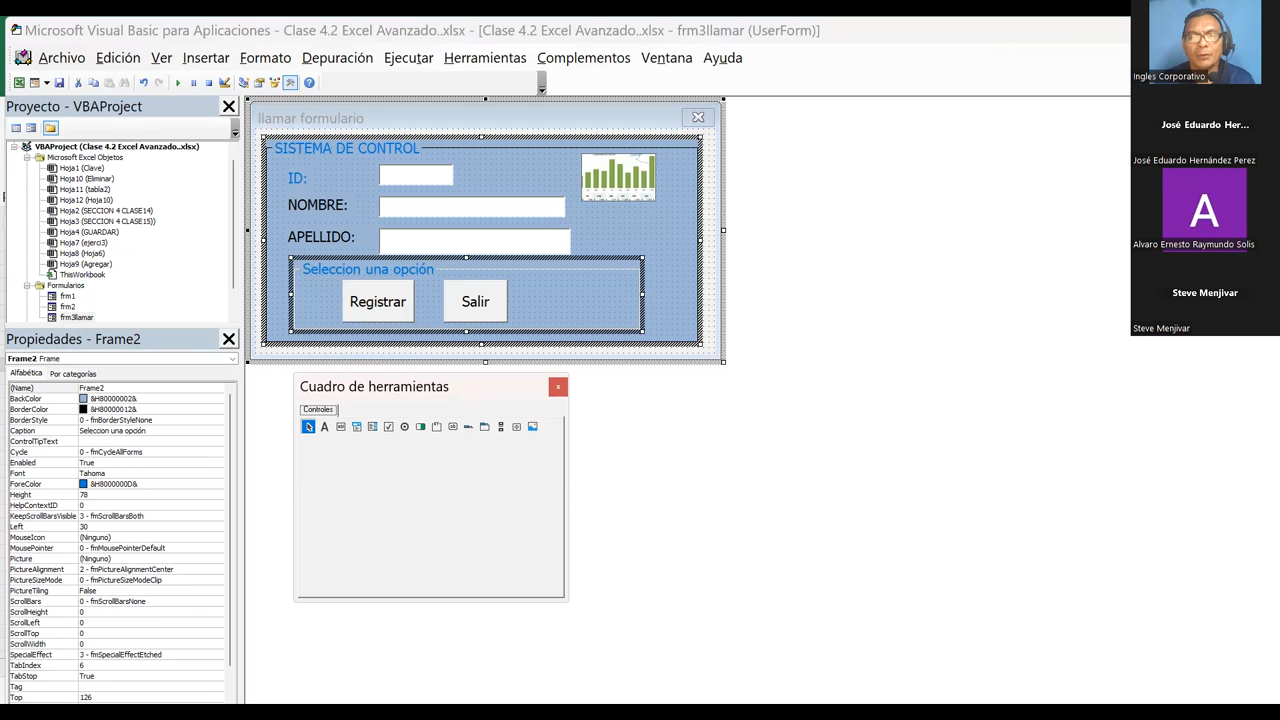 Microsoft Visual Basic para Aplicaciones - Clase 4.2 Excel Avanzado..xlsx - [Clase 4.2 Excel Avanzado..xlsx - frm3llamar (UserForm)]
Archivo Edición Ver Insertar Formato Depuración Ejecutar Herramientas Complementos Ventana Ayuda
Proyecto - VBAProject
VBAProject (Clase 4.2 Excel Avanzado..xlsx)
Microsoft Excel Objetos
Hoja1 (Clave)
Hoja10 (Eliminar)
Hoja11 (tabla2)
Hoja12 (Hoja10)
Hoja2 (SECCION 4 CLASE14)
Hoja3 (SECCION 4 CLASE15))
Hoja4 (GUARDAR)
Hoja7 (ejerci3)
Hoja8 (Hoja6)
Hoja9 (Agregar)
ThisWorkbook
Formularios
frm1
frm2
frm3llamar
Propiedades - Frame2
Frame2 Frame
Alfabética Por categorías
(Name) Frame2
BackColor &H80000002&
BorderColor &H80000012&
BorderStyle 0 - fmBorderStyleNone
Caption Seleccion una opción
ControlTipText
Cycle 0 - fmCycleAllForms
Enabled True
Font Tahoma
ForeColor &H8000000D&
Height 78
HelpContextID 0
KeepScrollBarsVisible 3 - fmScrollBarsBoth
Left 30
MouseIcon (Ninguno)
MousePointer 0 - fmMousePointerDefault
Picture (Ninguno)
PictureAlignment 2 - fmPictureAlignmentCenter
PictureSizeMode 0 - fmPictureSizeModeClip
PictureTiling False
ScrollBars 0 - fmScrollBarsNone
ScrollHeight 0
ScrollLeft 0
ScrollTop 0
ScrollWidth 0
SpecialEffect 3 - fmSpecialEffectEtched
TabIndex 6
TabStop True
Tag
Top 126
llamar formulario
SISTEMA DE CONTROL
ID:
NOMBRE:
APELLIDO:
Seleccion una opción
Registrar Salir
Cuadro de herramientas
Controles
Ingles Corporativo
José Eduardo Her...
José Eduardo Hernández Perez
A
Alvaro Ernesto Raymundo Solis
Steve Menjivar
Steve Menjivar